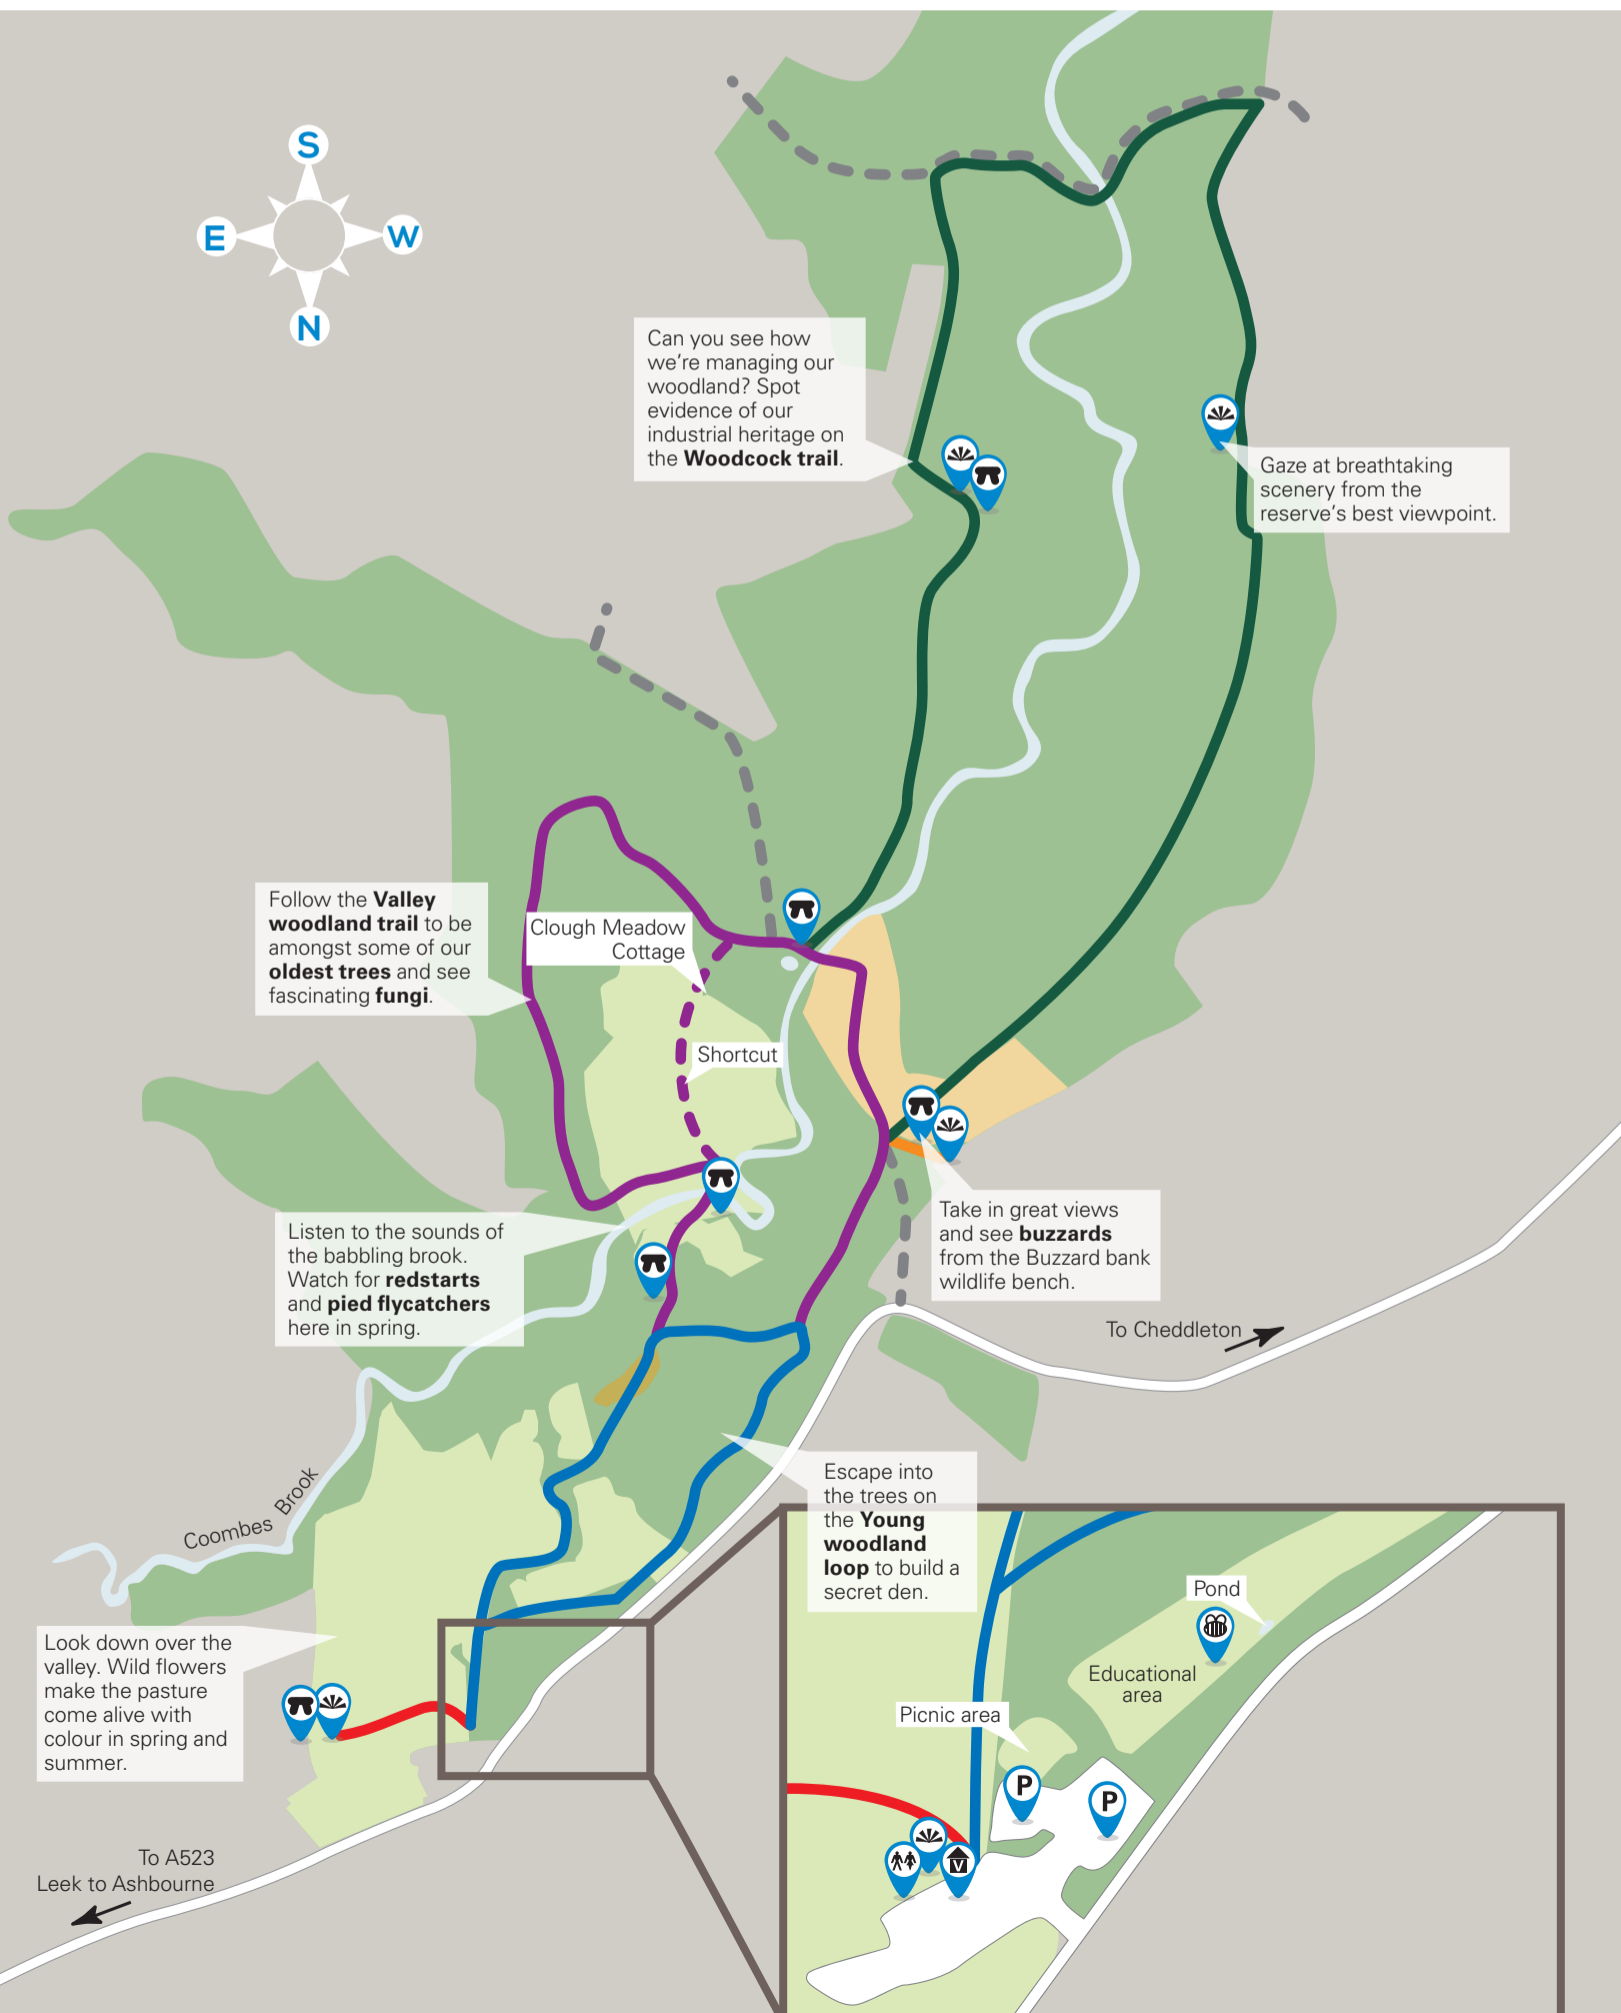 S
E
W
N
Can you see how
we're managing our
woodland? Spot
evidence of our
industrial heritage on
the Woodcock trail.
Gaze at breathtaking
scenery from the
reserve's best viewpoint.
Follow the Valley
woodland trail to be
amongst some of our
oldest trees and see
fascinating fungi.
Clough Meadow
Cottage
Shortcut
Listen to the sounds of
the babbling brook.
Watch for redstarts
and pied flycatchers
here in spring.
Take in great views
and see buzzards
from the Buzzard bank
wildlife bench.
To Cheddleton
Coombes Brook
Escape into
the trees on
the Young
woodland
loop to build a
secret den.
Look down over the
valley. Wild flowers
make the pasture
come alive with
colour in spring and
summer.
Pond
Educational
area
Picnic area
P
P
V
To A523
Leek to Ashbourne